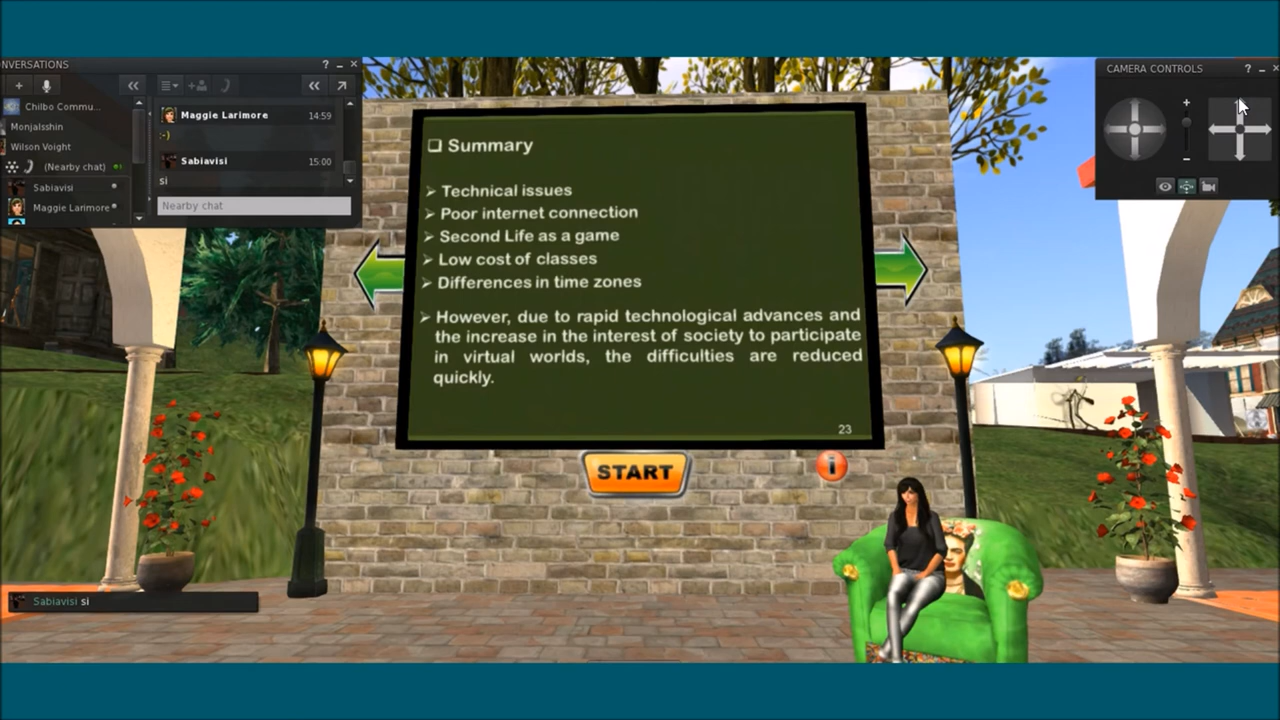 NVERSATIONS
Chilbo Commu...
Monjalsshin
Wilson Voight
(Nearby chat)
Sabiavisi
Maggie Larimore
Maggie Larimore 14:59
:-)
Sabiavisi 15:00
si
Nearby chat
CAMERA CONTROLS
Summary
Technical issues
Poor internet connection
Second Life as a game
Low cost of classes
Differences in time zones
However, due to rapid technological advances and
the increase in the interest of society to participate
in virtual worlds, the difficulties are reduced
quickly.
23
START
i
Sabiavisi si